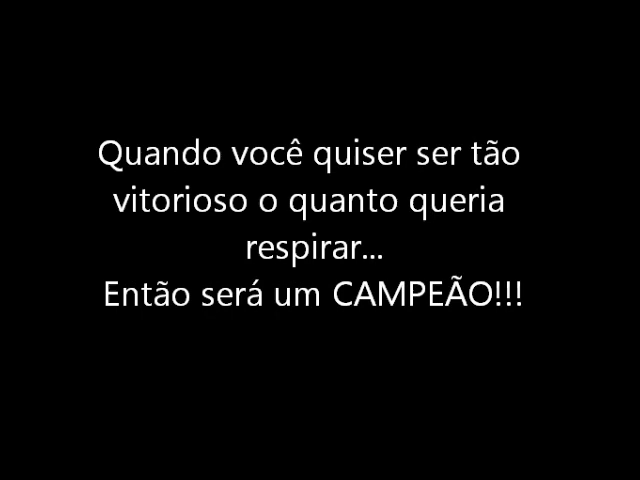 Quando você quiser ser tão
vitorioso o quanto queria
respirar...
Então será um CAMPEÃO!!!